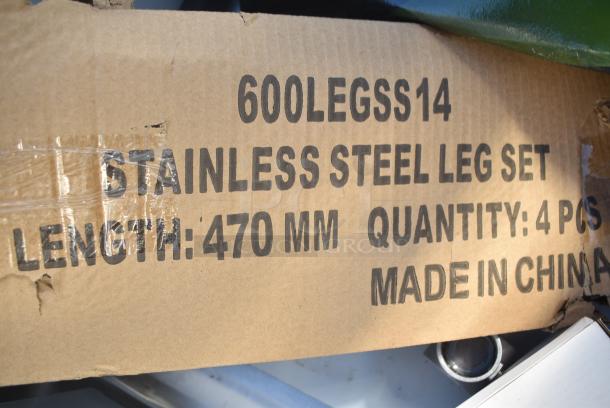 600LEGSS14
STAINLESS STEEL LEG SET
LENGTH: 470 MM QUANTITY: 4 PCS
MADE IN CHINA